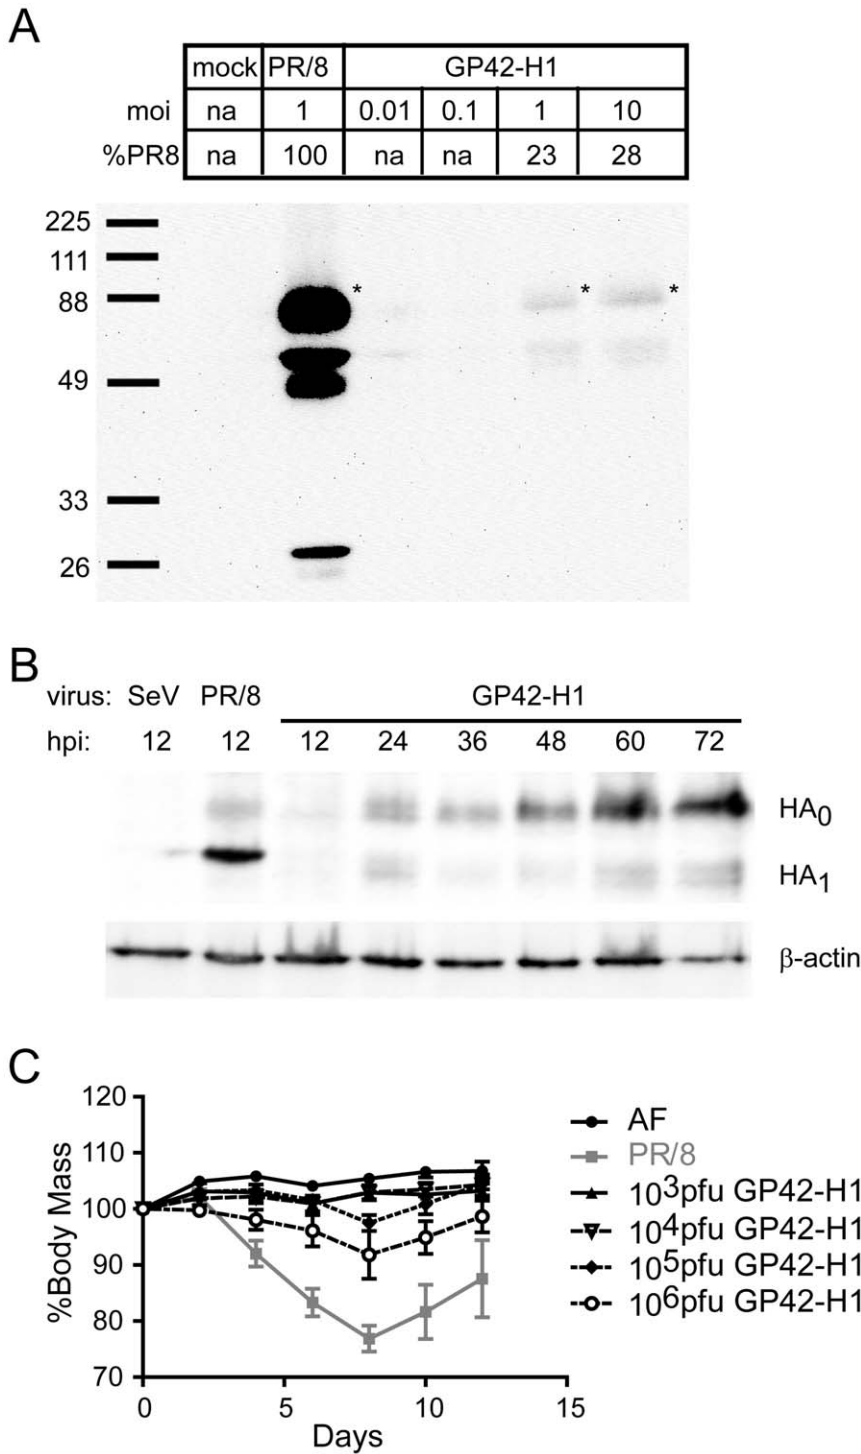 A
mock PR/8 GP42-H1
moi na 1 0.01 0.1 1 10
%PR8 na 100 na na 23 28
225
111
88 * * *
49
33
26
B
virus: SeV PR/8 GP42-H1
hpi: 12 12 12 24 36 48 60 72
HA0
HA1
β-actin
C
120
110
100
90
80
70
%Body Mass
0 5 10 15
Days
AF
PR/8
10³pfu GP42-H1
10⁴pfu GP42-H1
10⁵pfu GP42-H1
10⁶pfu GP42-H1